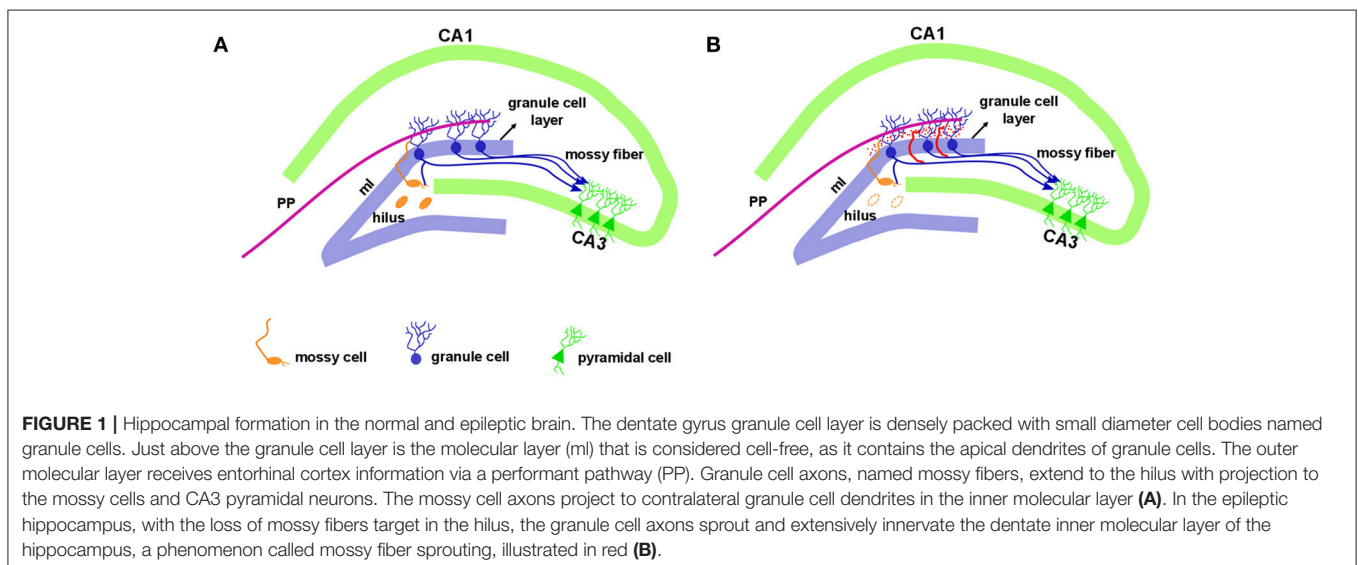 A
CA1
granule cell
layer
mossy fiber
ml
PP
hilus
CA3
B
CA1
granule cell
layer
mossy fiber
ml
PP
hilus
CA3
mossy cell
granule cell
pyramidal cell
FIGURE 1 | Hippocampal formation in the normal and epileptic brain. The dentate gyrus granule cell layer is densely packed with small diameter cell bodies named
granule cells. Just above the granule cell layer is the molecular layer (ml) that is considered cell-free, as it contains the apical dendrites of granule cells. The outer
molecular layer receives entorhinal cortex information via a performant pathway (PP). Granule cell axons, named mossy fibers, extend to the hilus with projection to
the mossy cells and CA3 pyramidal neurons. The mossy cell axons project to contralateral granule cell dendrites in the inner molecular layer (A). In the epileptic
hippocampus, with the loss of mossy fibers target in the hilus, the granule cell axons sprout and extensively innervate the dentate inner molecular layer of the
hippocampus, a phenomenon called mossy fiber sprouting, illustrated in red (B).